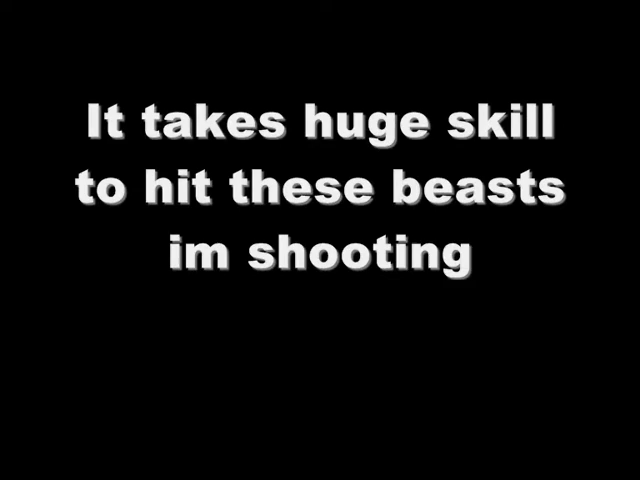 It takes huge skill
to hit these beasts
im shooting